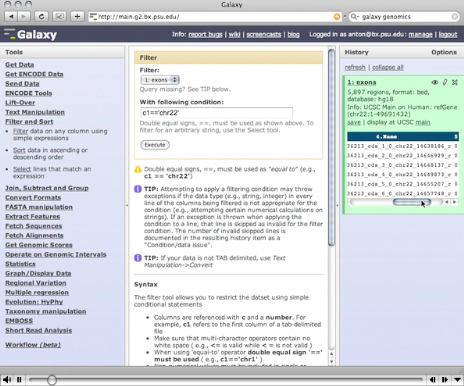 Galaxy
http://main.g2.bx.psu.edu/
galaxy genomics
Galaxy
Info: report bugs | wiki | screencasts | blog
Logged in as anton@bx.psu.edu: manage | logout
Tools
Get Data
Get ENCODE Data
Send Data
ENCODE Tools
Lift-Over
Text Manipulation
Filter and Sort
Filter data on any column using
simple expressions
Sort data in ascending or
descending order
Select lines that match an
expression
Join, Subtract and Group
Convert Formats
FASTA manipulation
Extract Features
Fetch Sequences
Fetch Alignments
Get Genomic Scores
Operate on Genomic Intervals
Statistics
Graph/Display Data
Regional Variation
Multiple regression
Evolution: HyPhy
Taxonomy manipulation
EMBOSS
Short Read Analysis
Workflow (beta)
Filter
Filter:
1: exons
Query missing? See TIP below.
With following condition:
c1=='chr22'
Double equal signs, ==, must be used as shown above. To
filter for an arbitrary string, use the Select tool.
Execute
Double equal signs, ==, must be used as "equal to" (e.g.,
c1 == 'chr22')
TIP: Attempting to apply a filtering condition may throw
exceptions if the data type (e.g., string, integer) in every
line of the columns being filtered is not appropriate for the
condition (e.g., attempting certain numerical calculations on
strings). If an exception is thrown when applying the
condition to a line, that line is skipped as invalid for the filter
condition. The number of invalid skipped lines is
documented in the resulting history item as a
"Condition/data issue".
TIP: If your data is not TAB delimited, use Text
Manipulation->Convert
Syntax
The filter tool allows you to restrict the dataset using simple
conditional statements
Columns are referenced with c and a number. For
example, c1 refers to the first column of a tab-delimited
file
Make sure that multi-character operators contain no
white space ( e.g., <= is valid while < = is not valid )
When using 'equal-to' operator double equal sign '=='
must be used ( e.g., c1=='chr1' )
History
Options
refresh | collapse all
1: exons
5,897 regions, format: bed,
database: hg18
Info: UCSC Main on Human: refGene
(chr22:1-49691432)
save | display at UCSC main
4.Name